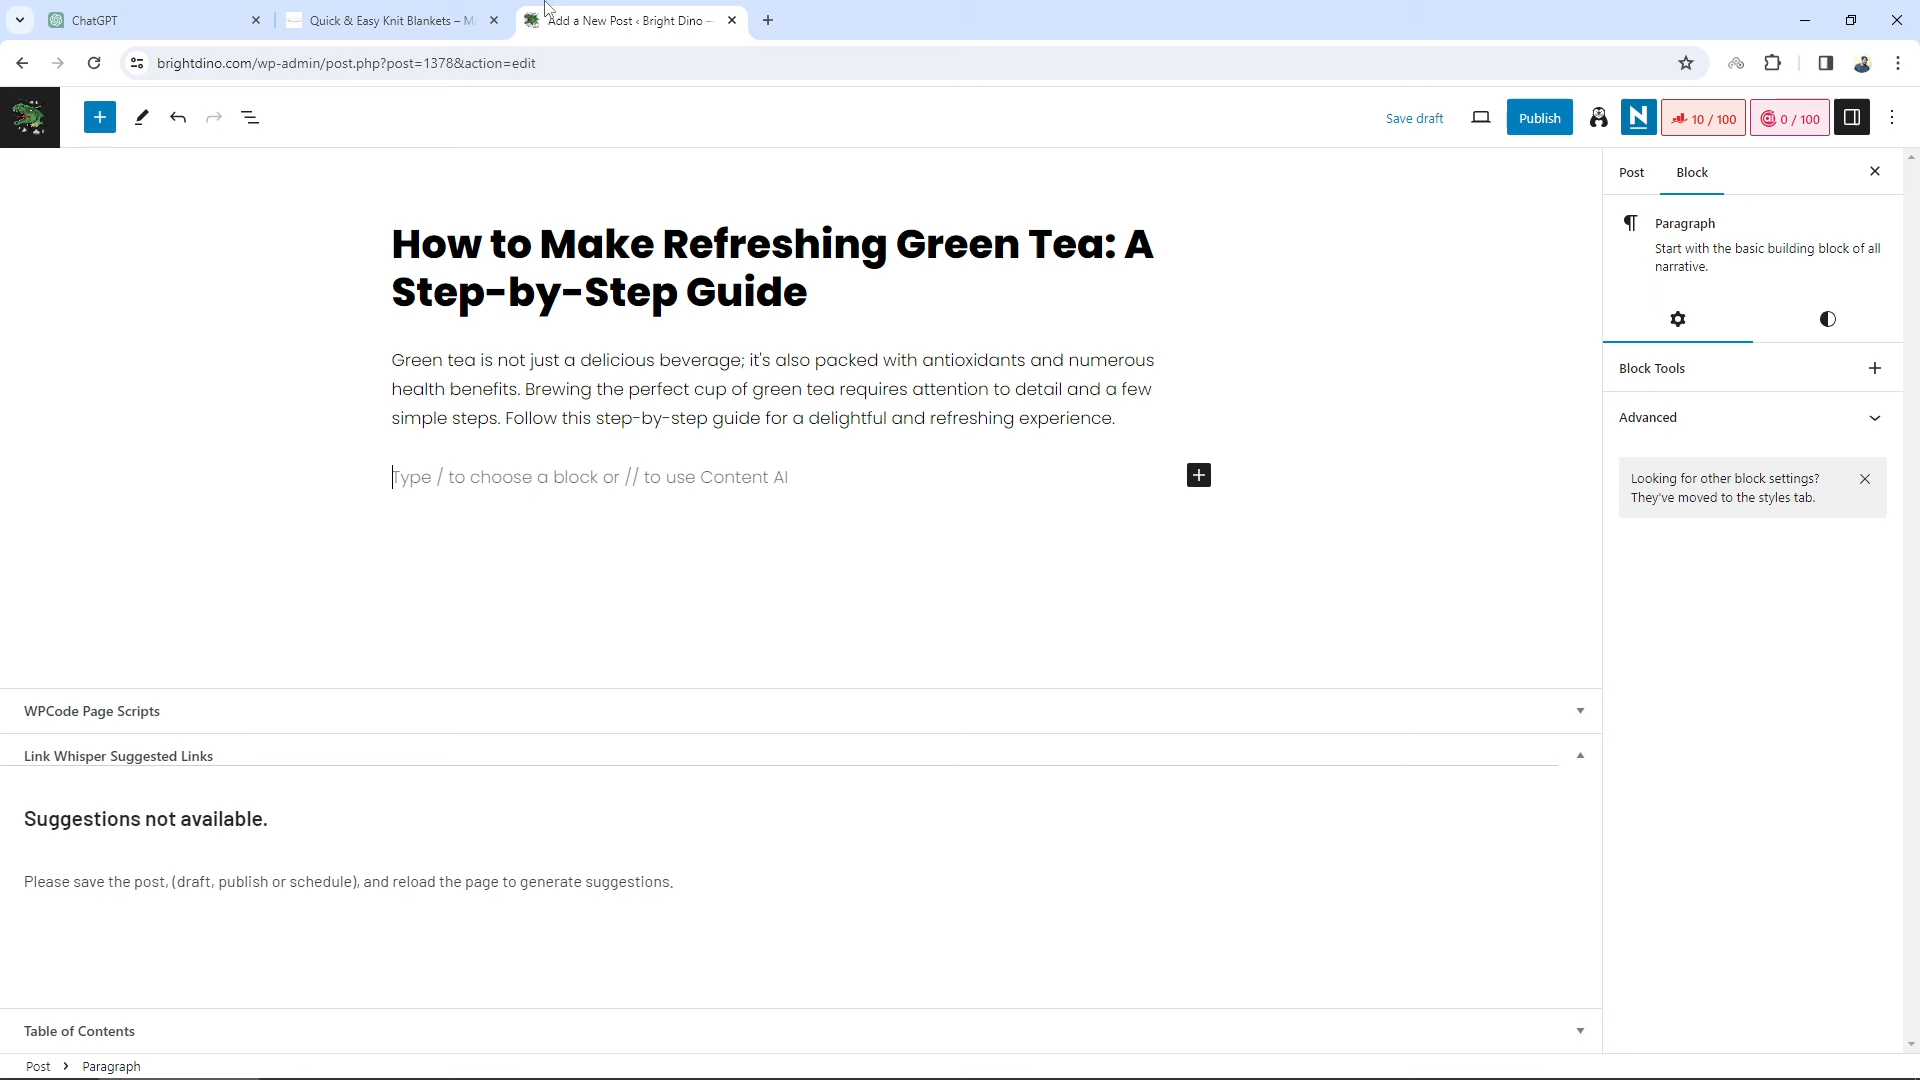 ChatGPT
Quick & Easy Knit Blankets – M
Add a New Post ‹ Bright Dino —
brightdino.com/wp-admin/post.php?post=1378&action=edit
Save draft
Publish
N
10 / 100
0 / 100
Post
Block
How to Make Refreshing Green Tea: A
Step-by-Step Guide
Paragraph
Start with the basic building block of all
narrative.
Green tea is not just a delicious beverage; it's also packed with antioxidants and numerous
health benefits. Brewing the perfect cup of green tea requires attention to detail and a few
simple steps. Follow this step-by-step guide for a delightful and refreshing experience.
Block Tools
Advanced
Type / to choose a block or // to use Content AI
Looking for other block settings?
They've moved to the styles tab.
WPCode Page Scripts
Link Whisper Suggested Links
Suggestions not available.
Please save the post, (draft, publish or schedule), and reload the page to generate suggestions.
Table of Contents
Post
Paragraph